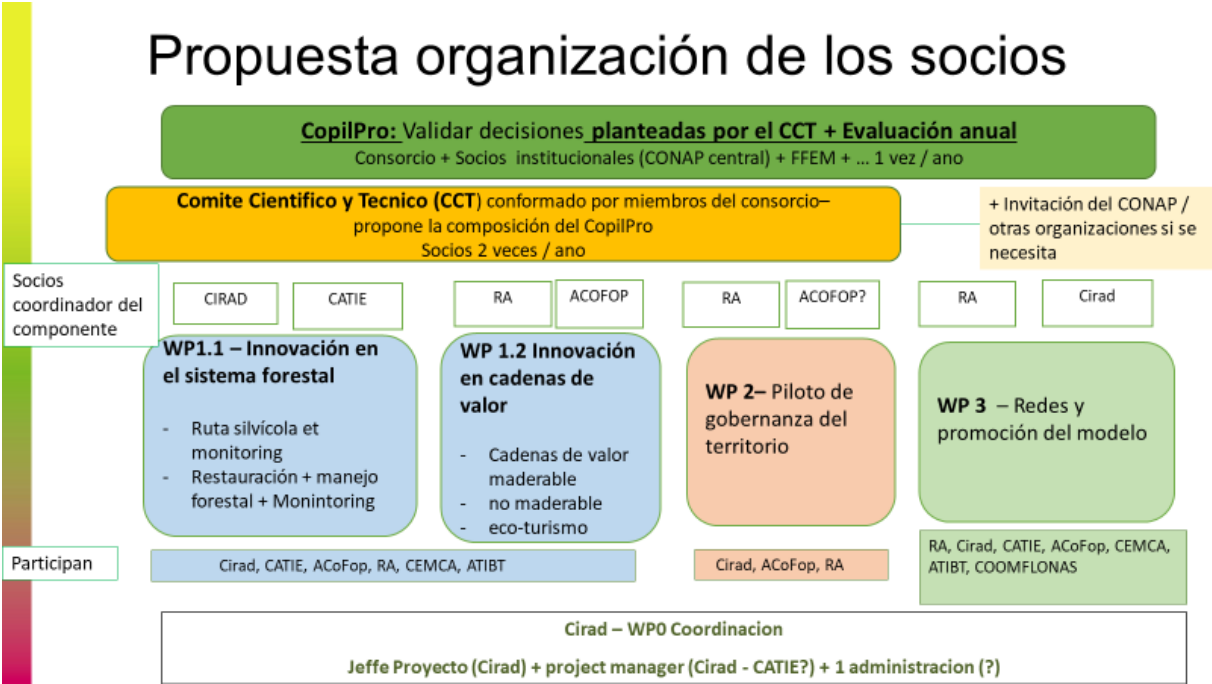 Propuesta organización de los socios
CopilPro: Validar decisiones planteadas por el CCT + Evaluación anual
Consorcio + Socios institucionales (CONAP central) + FFEM + ... 1 vez / ano
Comite Cientifico y Tecnico (CCT) conformado por miembros del consorcio–
propone la composición del CopilPro
Socios 2 veces / ano
+ Invitación del CONAP /
otras organizaciones si se
necesita
Socios
coordinador del
componente
CIRAD
CATIE
RA
ACOFOP
RA
ACOFOP?
RA
Cirad
WP1.1 – Innovación en
el sistema forestal
- Ruta silvícola et
monitoring
- Restauración + manejo
forestal + Monintoring
WP 1.2 Innovación
en cadenas de
valor
- Cadenas de valor
maderable
- no maderable
- eco-turismo
WP 2– Piloto de
gobernanza del
territorio
WP 3 – Redes y
promoción del modelo
Participan
Cirad, CATIE, ACoFop, RA, CEMCA, ATIBT
Cirad, ACoFop, RA
RA, Cirad, CATIE, ACoFop, CEMCA,
ATIBT, COOMFLONAS
Cirad – WP0 Coordinacion
Jeffe Proyecto (Cirad) + project manager (Cirad - CATIE?) + 1 administracion (?)